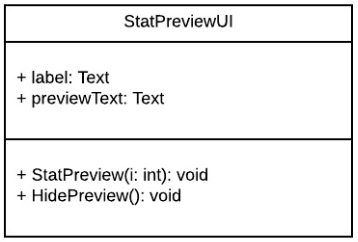 StatPreviewUI
+ label: Text
+ previewText: Text
+ StatPreview(i: int): void
+ HidePreview(): void